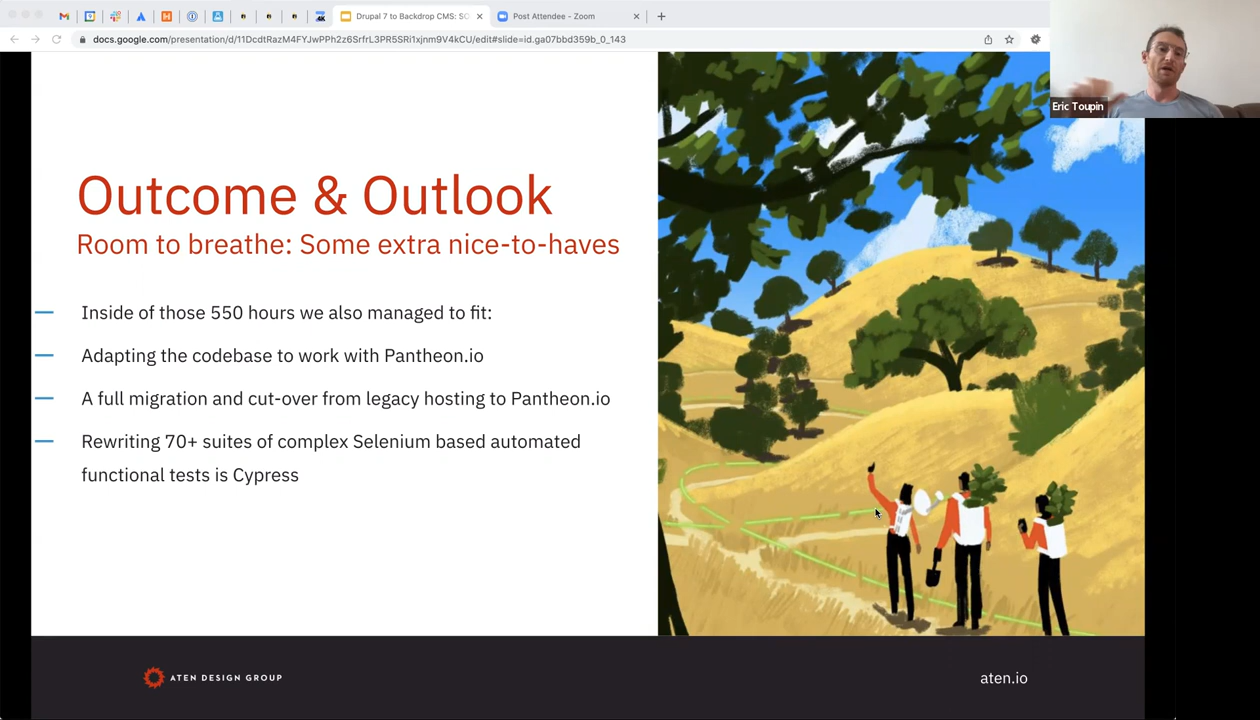 Drupal 7 to Backdrop CMS: SO
Post Attendee - Zoom
docs.google.com/presentation/d/11DcdtRazM4FYJwPPh2z6SrfrL3PR5SRi1xjnm9V4kCU/edit#slide=id.ga07bbd359b_0_143
Eric Toupin
Outcome & Outlook
Room to breathe: Some extra nice-to-haves
Inside of those 550 hours we also managed to fit:
Adapting the codebase to work with Pantheon.io
A full migration and cut-over from legacy hosting to Pantheon.io
Rewriting 70+ suites of complex Selenium based automated
functional tests is Cypress
ATEN DESIGN GROUP
aten.io